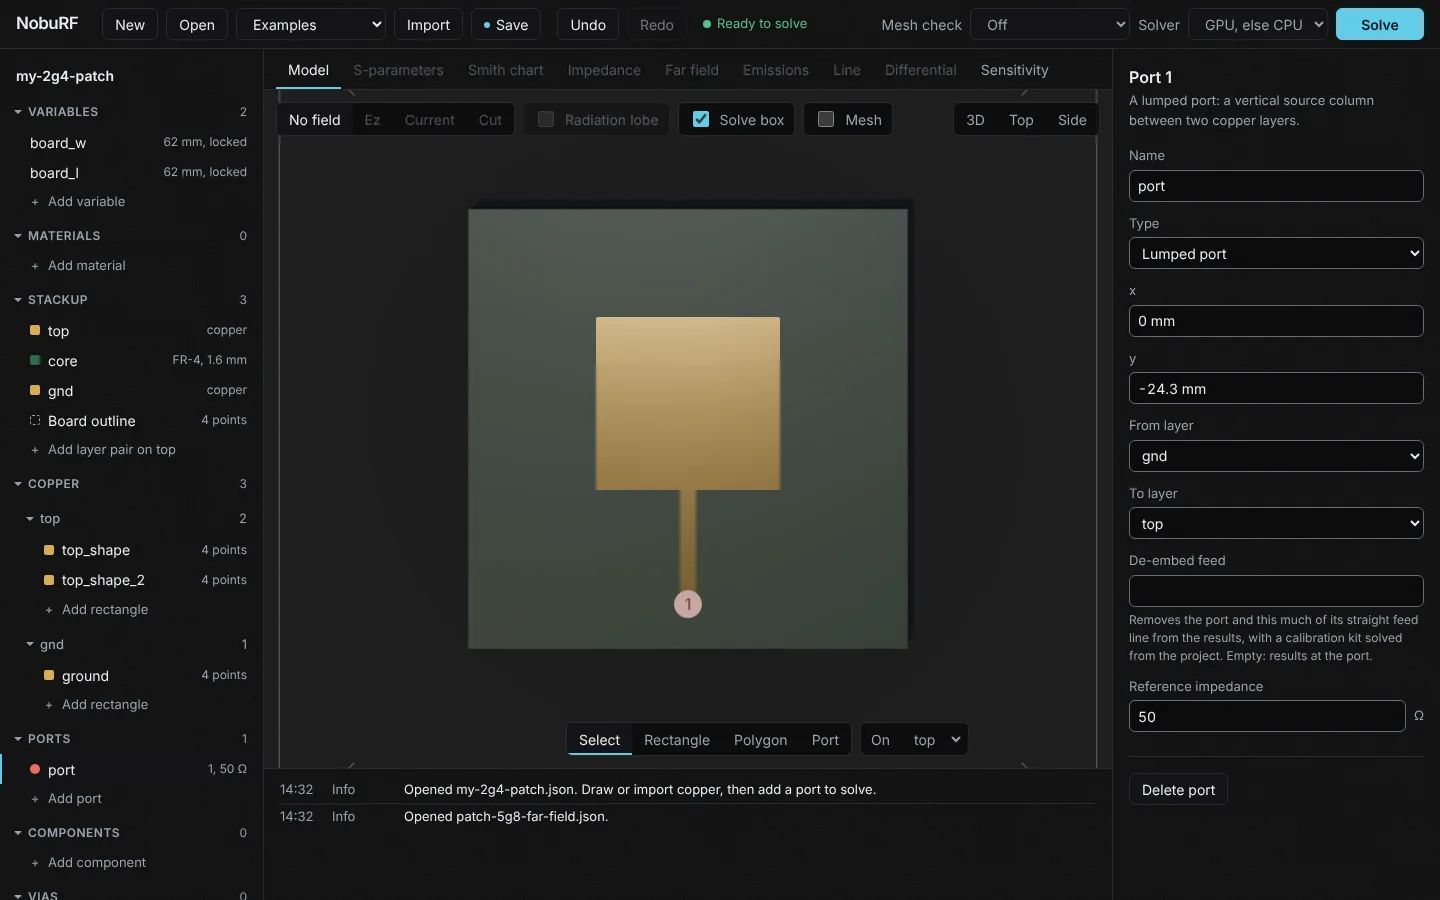 NobuRF
New
Open
Examples
Import
Save
Undo
Redo
Ready to solve
Mesh check
Off
Solver
GPU, else CPU
Solve
my-2g4-patch
VARIABLES 2
board_w 62 mm, locked
board_l 62 mm, locked
+ Add variable
MATERIALS 0
+ Add material
STACKUP 3
top copper
core FR-4, 1.6 mm
gnd copper
Board outline 4 points
+ Add layer pair on top
COPPER 3
top 2
top_shape 4 points
top_shape_2 4 points
+ Add rectangle
gnd 1
ground 4 points
+ Add rectangle
PORTS 1
port 1, 50 Ω
+ Add port
COMPONENTS 0
+ Add component
VIAS 0
Model
S-parameters
Smith chart
Impedance
Far field
Emissions
Line
Differential
Sensitivity
No field
Ez
Current
Cut
Radiation lobe
Solve box
Mesh
3D
Top
Side
1
Select
Rectangle
Polygon
Port
On top
14:32 Info Opened my-2g4-patch.json. Draw or import copper, then add a port to solve.
14:32 Info Opened patch-5g8-far-field.json.
Port 1
A lumped port: a vertical source column
between two copper layers.
Name
port
Type
Lumped port
x
0 mm
y
-24.3 mm
From layer
gnd
To layer
top
De-embed feed
Removes the port and this much of its straight feed
line from the results, with a calibration kit solved
from the project. Empty: results at the port.
Reference impedance
50 Ω
Delete port